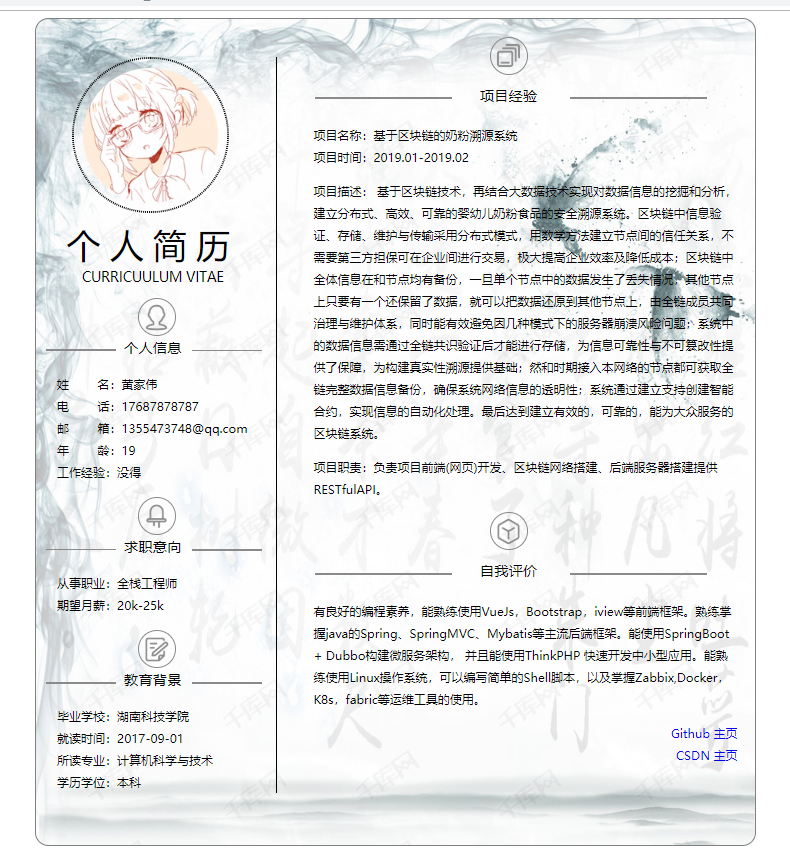 个人简历
CURRICUULUM VITAE
个人信息
姓 名：黄家伟
电 话：17687878787
邮 箱：1355473748@qq.com
年 龄：19
工作经验：没得
求职意向
从事职业：全栈工程师
期望月薪：20k-25k
教育背景
毕业学校：湖南科技学院
就读时间：2017-09-01
所读专业：计算机科学与技术
学历学位：本科
项目经验
项目名称：基于区块链的奶粉溯源系统
项目时间：2019.01-2019.02
项目描述： 基于区块链技术，再结合大数据技术实现对数据信息的挖掘和分析，
建立分布式、高效、可靠的婴幼儿奶粉食品的安全溯源系统。区块链中信息验
证、存储、维护与传输采用分布式模式，用数学方法建立节点间的信任关系，不
需要第三方担保可在企业间进行交易，极大提高企业效率及降低成本；区块链中
全体信息在和节点均有备份，一旦单个节点中的数据发生了丢失情况，其他节点
上只要有一个还保留了数据，就可以把数据还原到其他节点上，由全链成员共同
治理与维护体系，同时能有效避免因几种模式下的服务器崩溃风险问题；系统中
的数据信息需通过全链共识验证后才能进行存储，为信息可靠性与不可篡改性提
供了保障，为构建真实性溯源提供基础；然和时期接入本网络的节点都可获取全
链完整数据信息备份，确保系统网络信息的透明性；系统通过建立支持创建智能
合约，实现信息的自动化处理。最后达到建立有效的，可靠的，能为大众服务的
区块链系统。
项目职责：负责项目前端(网页)开发、区块链网络搭建、后端服务器搭建提供
RESTfulAPI。
自我评价
有良好的编程素养，能熟练使用VueJs，Bootstrap，iview等前端框架。熟练掌
握java的Spring、SpringMVC、Mybatis等主流后端框架。能使用SpringBoot
+ Dubbo构建微服务架构， 并且能使用ThinkPHP 快速开发中小型应用。能熟
练使用Linux操作系统，可以编写简单的Shell脚本，以及掌握Zabbix,Docker，
K8s，fabric等运维工具的使用。
Github 主页
CSDN 主页
千库网